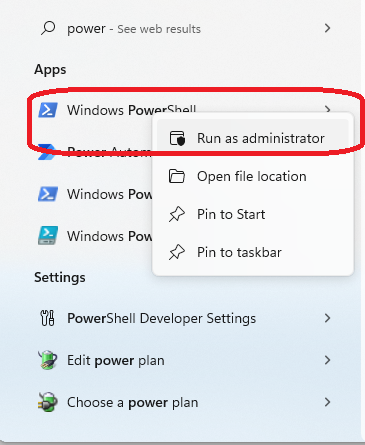 power - See web results
Apps
Windows PowerShell
Run as administrator
Power Autom
Open file location
Windows Pow
Pin to Start
Windows Pow
Pin to taskbar
Settings
PowerShell Developer Settings
Edit power plan
Choose a power plan